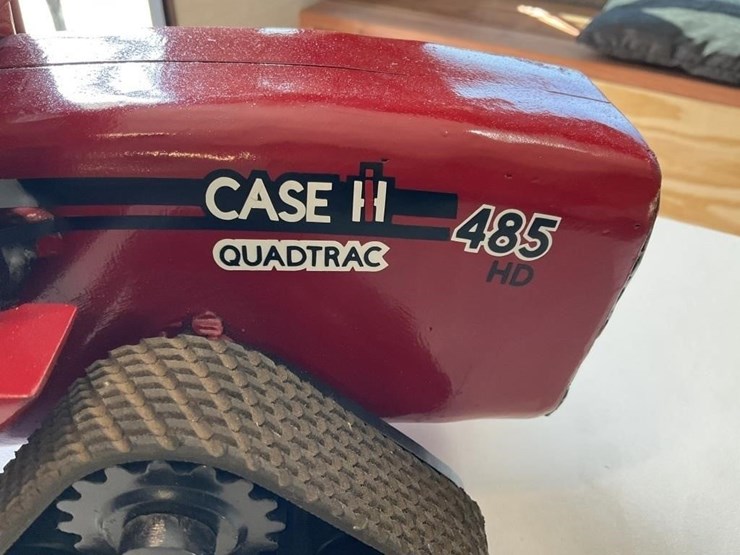 CASE IH
485
QUADTRAC
HD